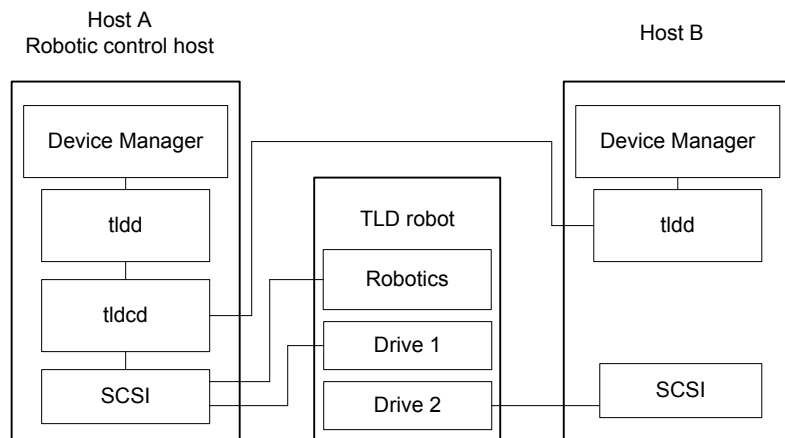 Host A
Robotic control host
Host B
Device Manager
tldd
tldcd
SCSI
TLD robot
Robotics
Drive 1
Drive 2
Device Manager
tldd
SCSI